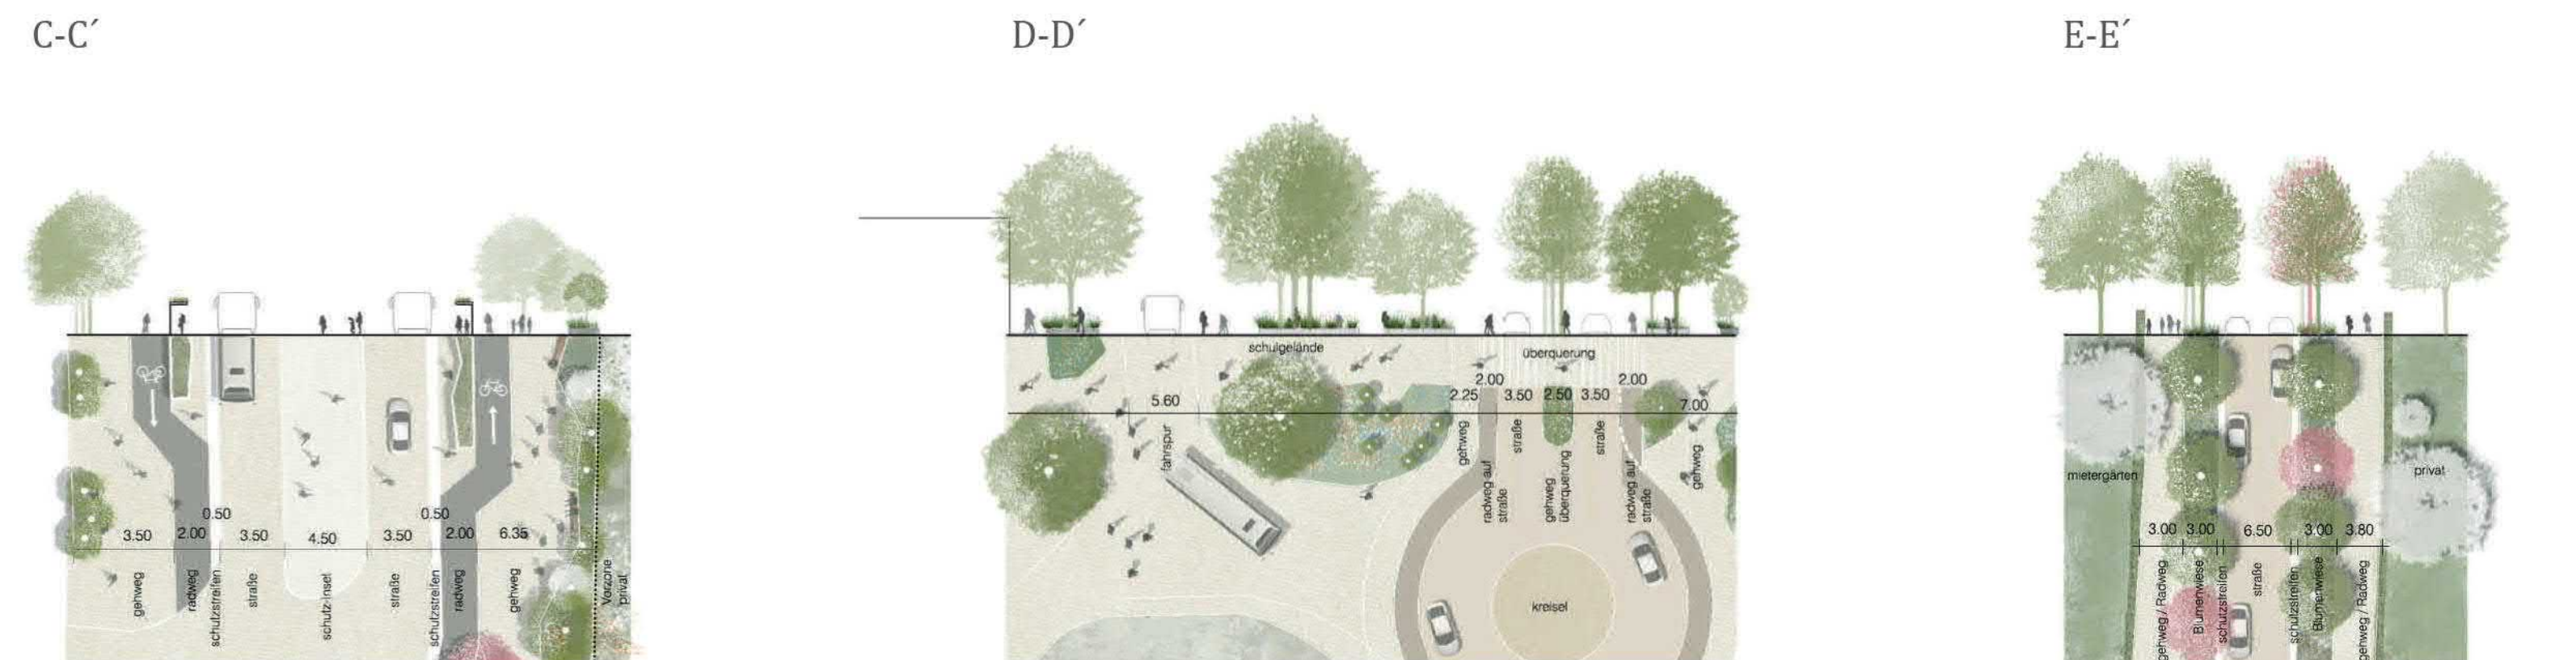 C-C´
0.50
0.50
3.50
2.00
3.50
4.50
3.50
2.00
6.35
gehweg
radweg
schutzstreifen
straße
schutz-insel
straße
schutzstreifen
radweg
gehweg
Vorzone
privat
D-D´
schulgelände
überquerung
2.00
2.00
5.60
2.25
3.50
2.50
3.50
7.00
fahrspur
gehweg
radweg auf
straße
straße
gehweg
überquerung
straße
radweg auf
straße
gehweg
kreisel
E-E´
mietergärten
privat
3.00
3.00
6.50
3.00
3.80
gehweg / Radweg
Blumenwiese
schutzstreifen
straße
schutzstreifen
Blumenwiese
gehweg / Radweg